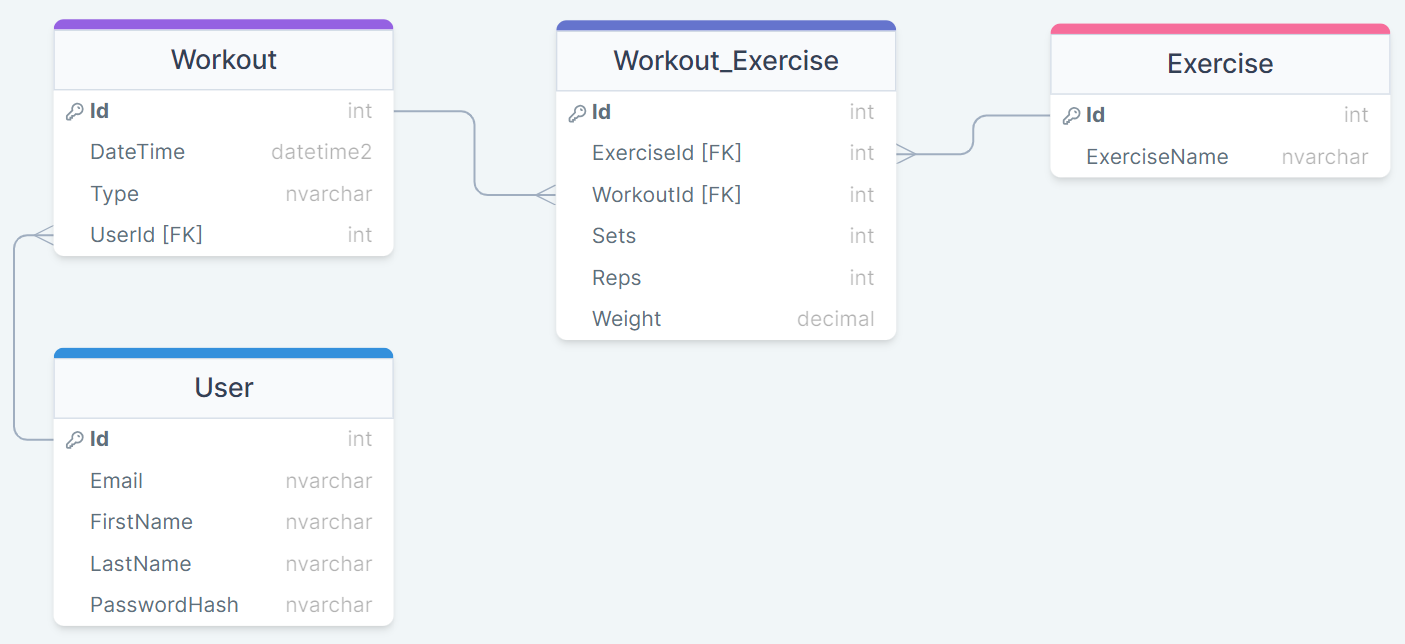 Workout
Id int
DateTime datetime2
Type nvarchar
UserId [FK] int
User
Id int
Email nvarchar
FirstName nvarchar
LastName nvarchar
PasswordHash nvarchar
Workout_Exercise
Id int
ExerciseId [FK] int
WorkoutId [FK] int
Sets int
Reps int
Weight decimal
Exercise
Id int
ExerciseName nvarchar